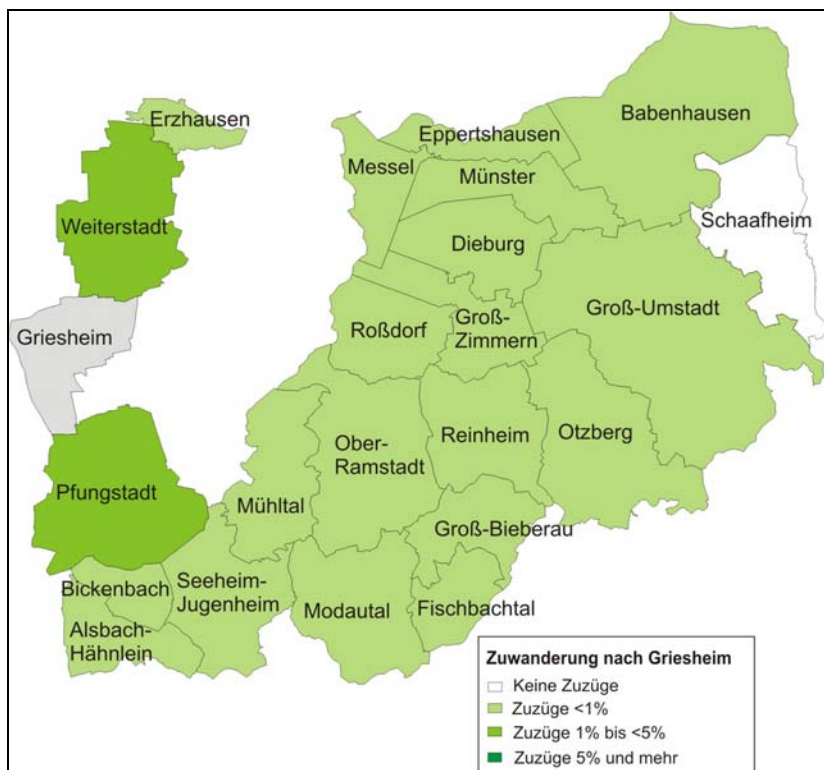 Erzhausen
Babenhausen
Eppertshausen
Messel
Münster
Weiterstadt
Schaafheim
Dieburg
Groß-Umstadt
Griesheim
Roßdorf
Groß-
Zimmern
Ober-
Ramstadt
Reinheim
Otzberg
Pfungstadt
Mühltal
Groß-Bieberau
Bickenbach
Seeheim-
Jugenheim
Modautal
Fischbachtal
Alsbach-
Hähnlein
Zuwanderung nach Griesheim
Keine Zuzüge
Zuzüge <1%
Zuzüge 1% bis <5%
Zuzüge 5% und mehr